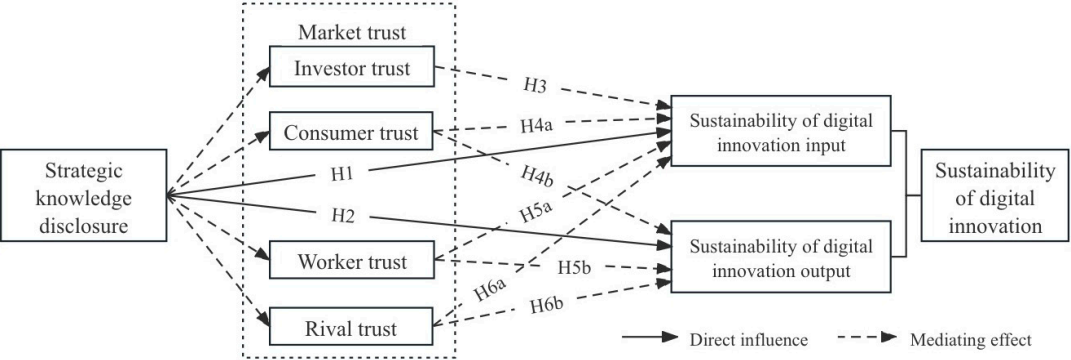 Market trust
Investor trust
Consumer trust
Worker trust
Rival trust
Strategic
knowledge
disclosure
H1
H2
H3
H4a
H4b
H5a
H5b
H6a
H6b
Sustainability of digital
innovation input
Sustainability of digital
innovation output
Sustainability
of digital
innovation
Direct influence
Mediating effect